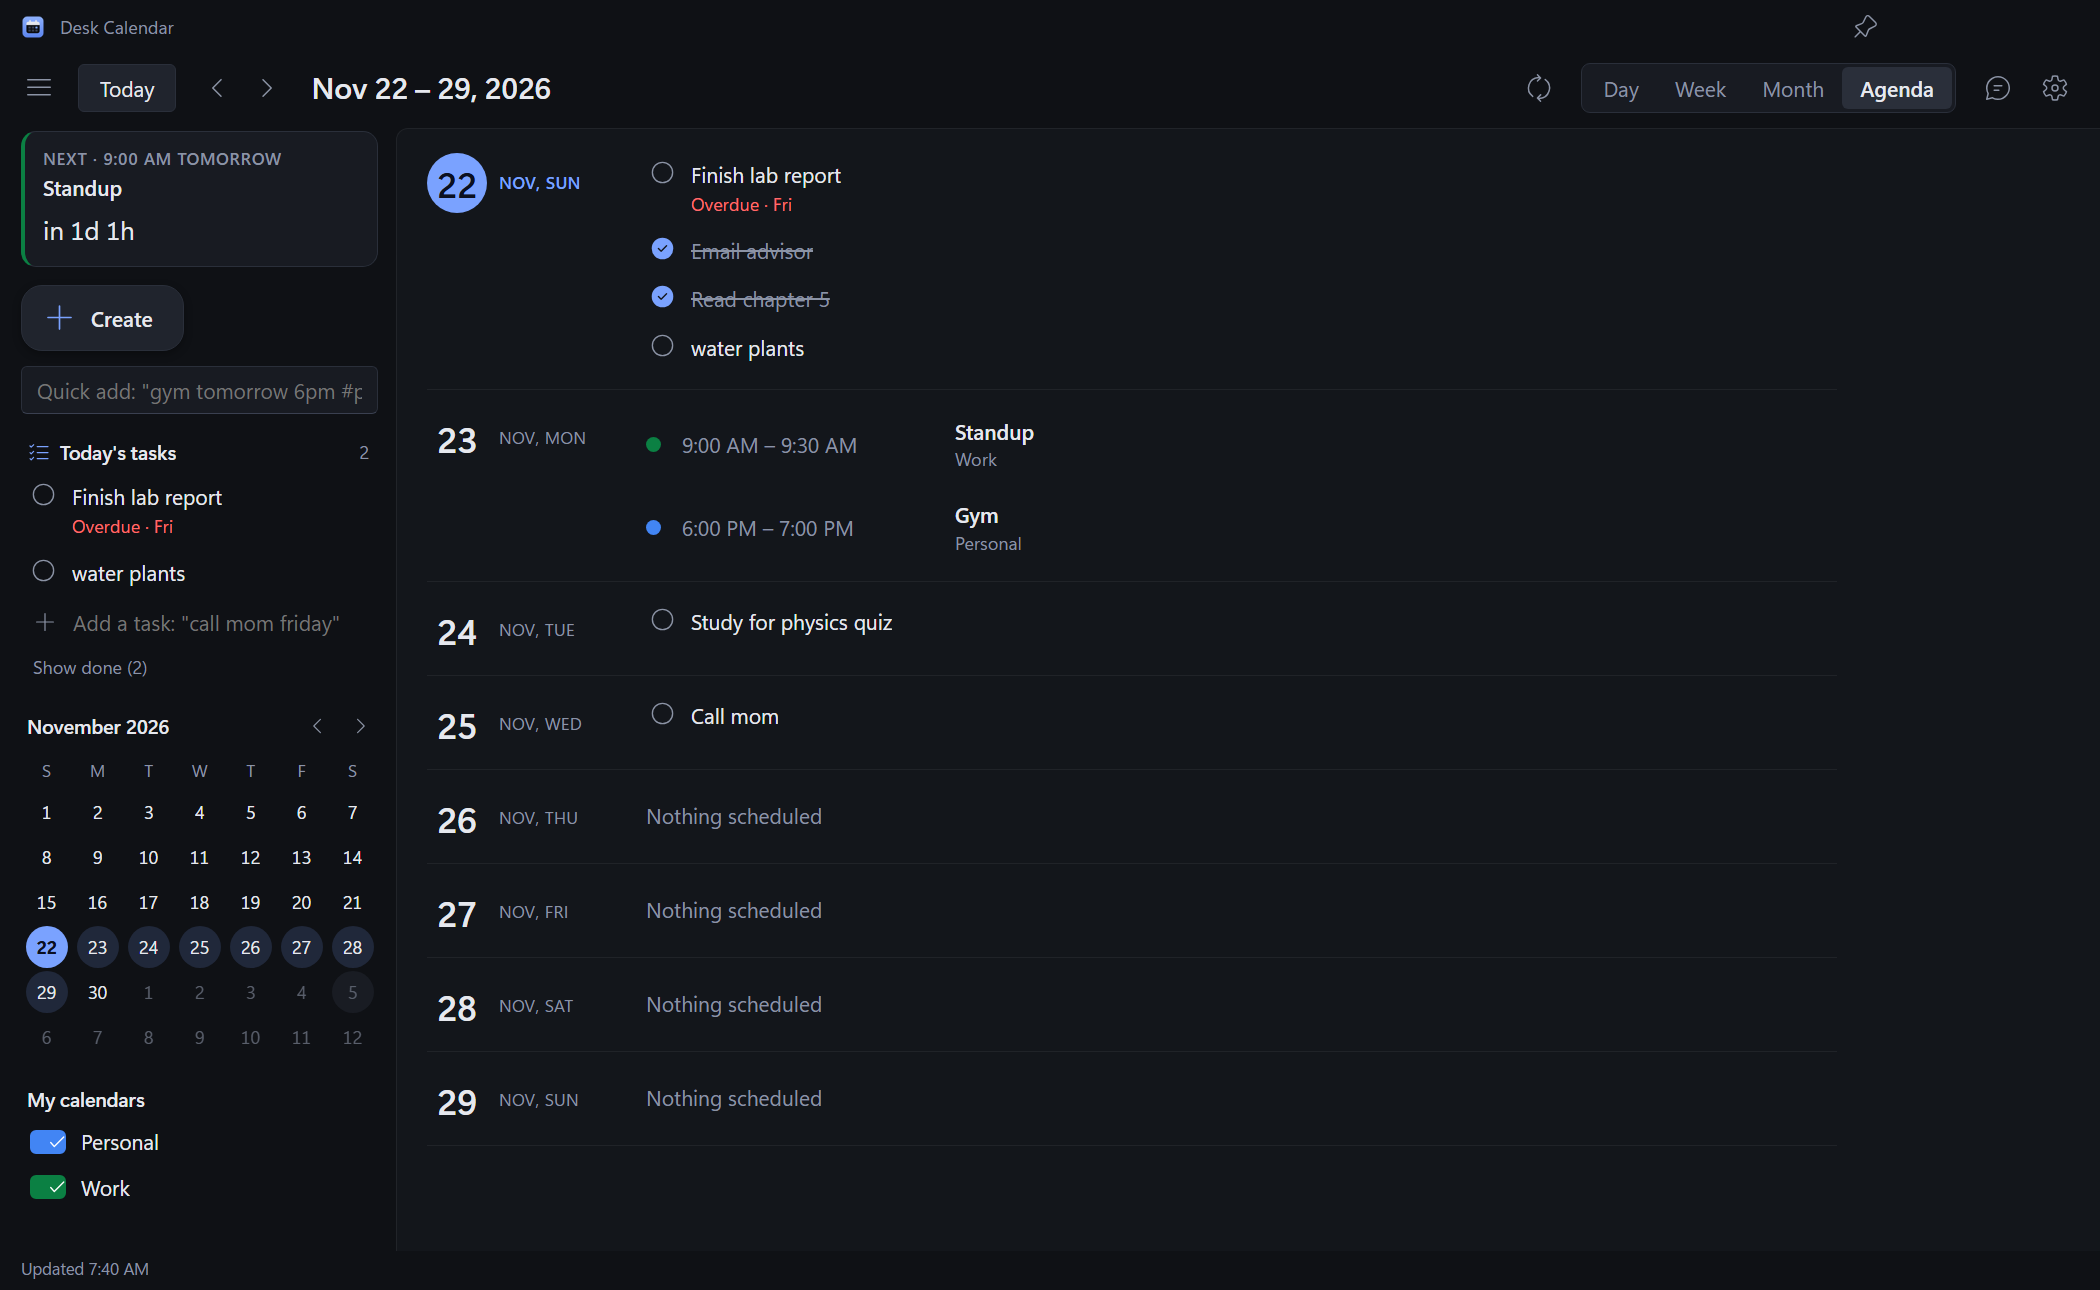 Desk Calendar
Today
Nov 22 – 29, 2026
Day Week Month Agenda
NEXT · 9:00 AM TOMORROW
Standup
in 1d 1h
Create
Quick add: "gym tomorrow 6pm #p
Today's tasks 2
Finish lab report
Overdue · Fri
water plants
Add a task: "call mom friday"
Show done (2)
November 2026
S M T W T F S
1 2 3 4 5 6 7
8 9 10 11 12 13 14
15 16 17 18 19 20 21
22 23 24 25 26 27 28
29 30 1 2 3 4 5
6 7 8 9 10 11 12
My calendars
Personal
Work
Updated 7:40 AM
22 NOV, SUN
Finish lab report
Overdue · Fri
Email advisor
Read chapter 5
water plants
23 NOV, MON
9:00 AM – 9:30 AM Standup
Work
6:00 PM – 7:00 PM Gym
Personal
24 NOV, TUE Study for physics quiz
25 NOV, WED Call mom
26 NOV, THU Nothing scheduled
27 NOV, FRI Nothing scheduled
28 NOV, SAT Nothing scheduled
29 NOV, SUN Nothing scheduled